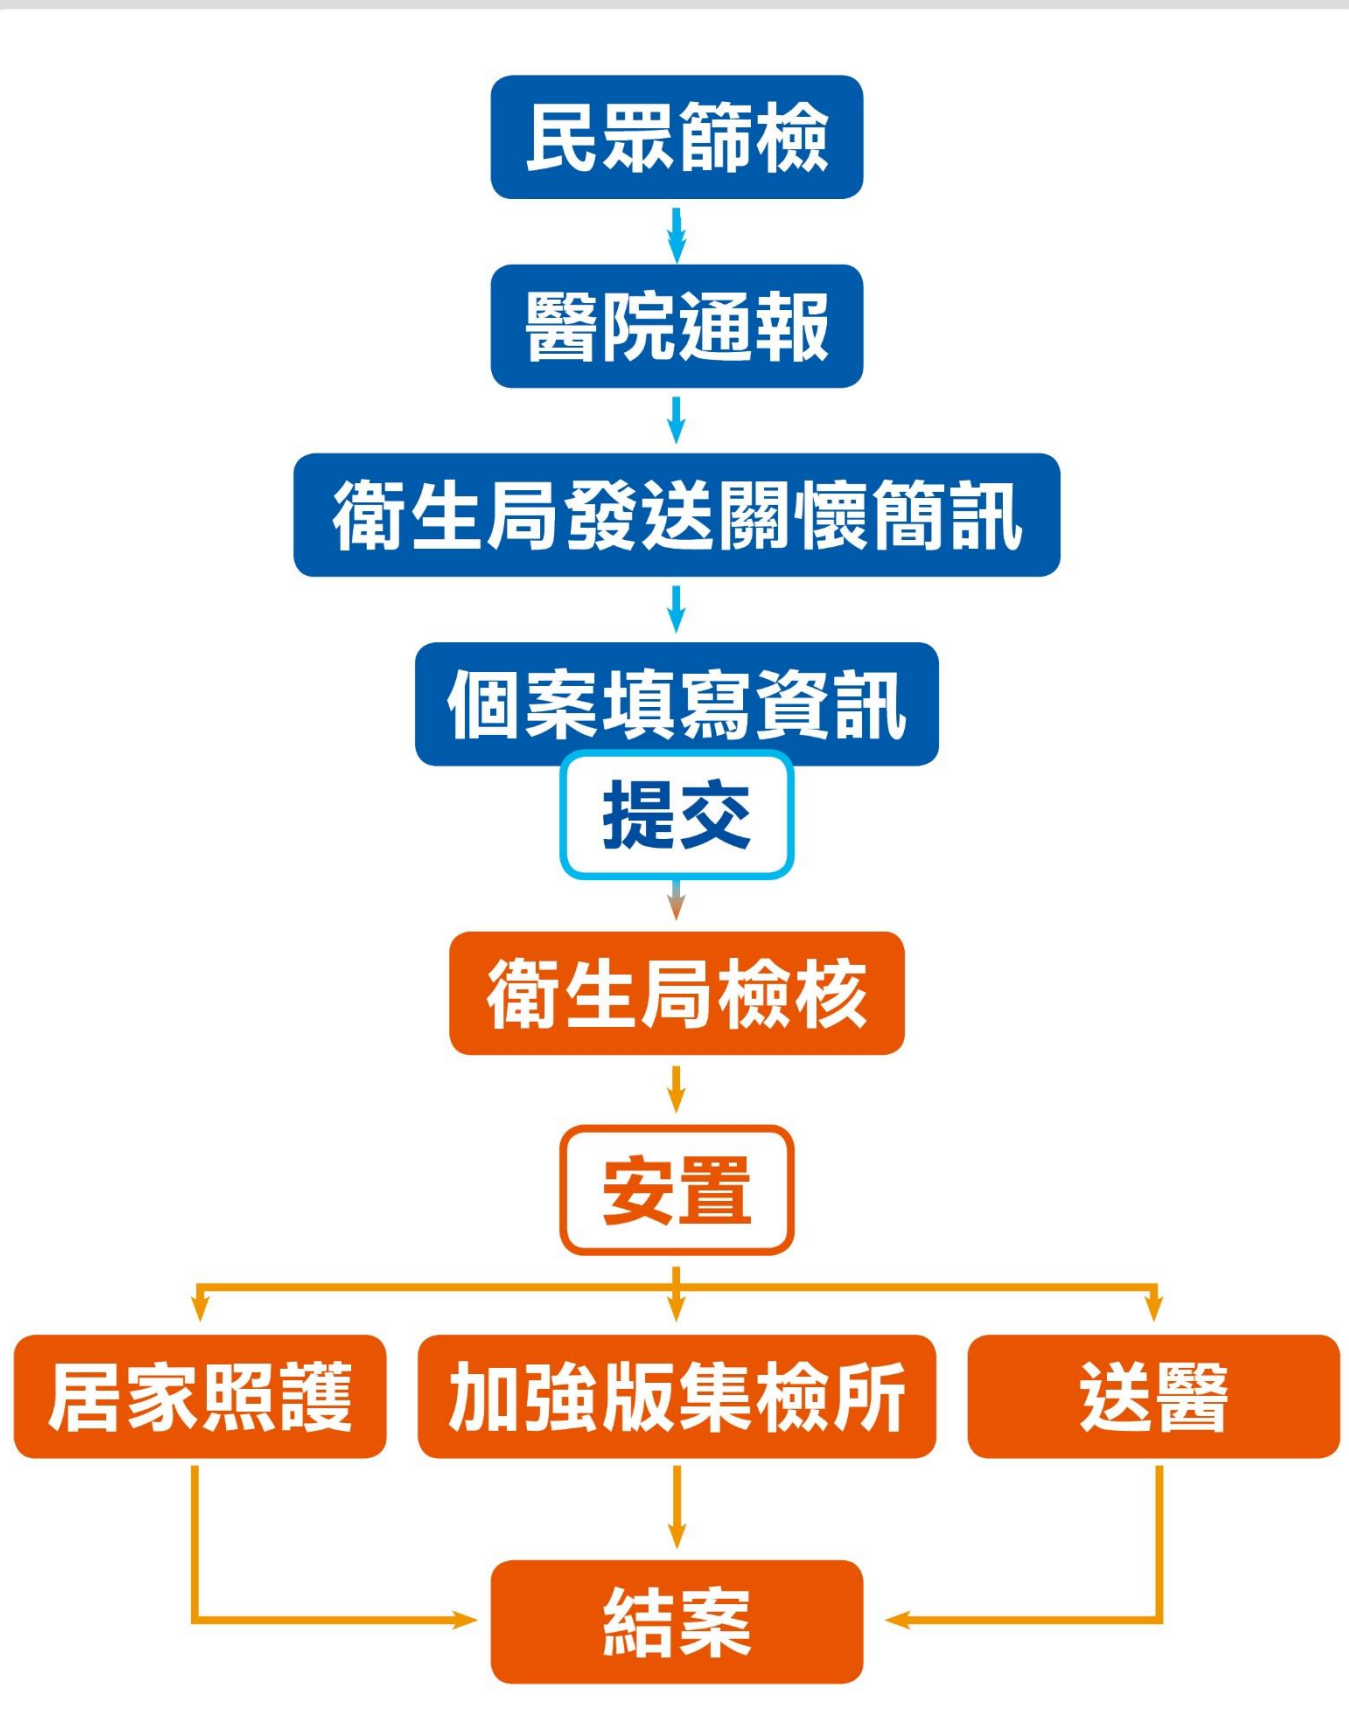 民眾篩檢
醫院通報
衛生局發送關懷簡訊
個案填寫資訊
提交
衛生局檢核
安置
居家照護
加強版集檢所
送醫
結案